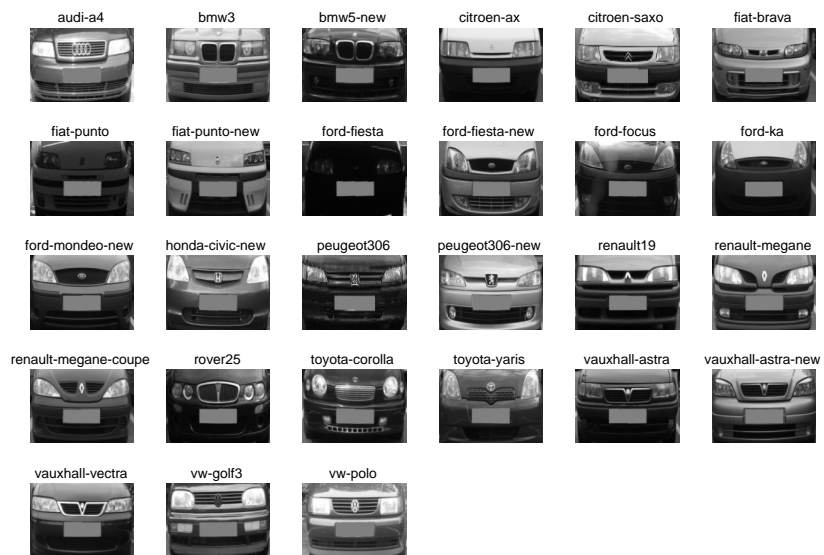 audi-a4 bmw3 bmw5-new citroen-ax citroen-saxo fiat-brava
fiat-punto fiat-punto-new ford-fiesta ford-fiesta-new ford-focus ford-ka
ford-mondeo-new honda-civic-new peugeot306 peugeot306-new renault19 renault-megane
renault-megane-coupe rover25 toyota-corolla toyota-yaris vauxhall-astra vauxhall-astra-new
vauxhall-vectra vw-golf3 vw-polo